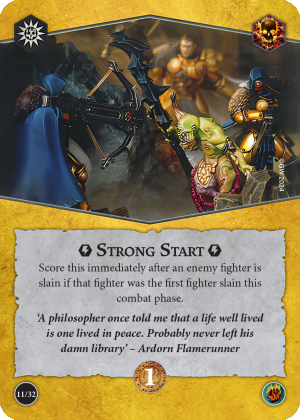 ©GW 2024
STRONG START
Score this immediately after an enemy fighter is
slain if that fighter was the first fighter slain this
combat phase.
‘A philosopher once told me that a life well lived
is one lived in peace. Probably never left his
damn library’ – Ardorn Flamerunner
11/32
1